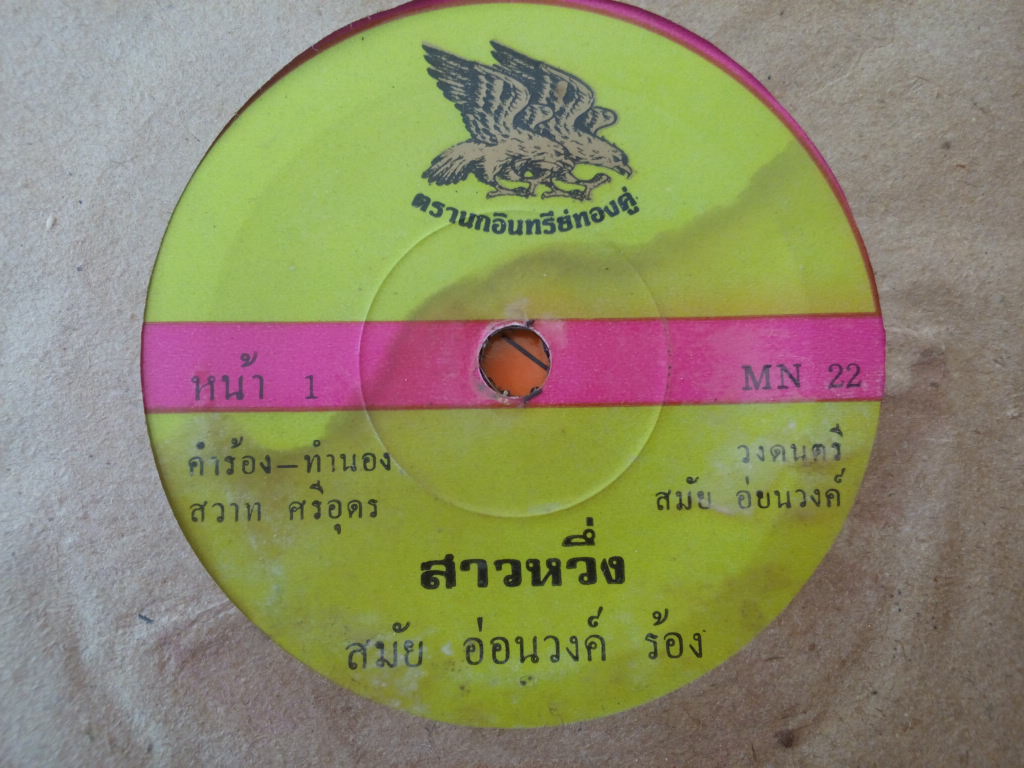 ตรานกอินทรีย์ทองคู่
หน้า 1
MN 22
คำร้อง–ทำนอง
สวาท ศรีอุดร
วงดนตรี
สมัย อ่ยนวงค์
สาวหวึ่ง
สมัย อ่อนวงค์ ร้อง